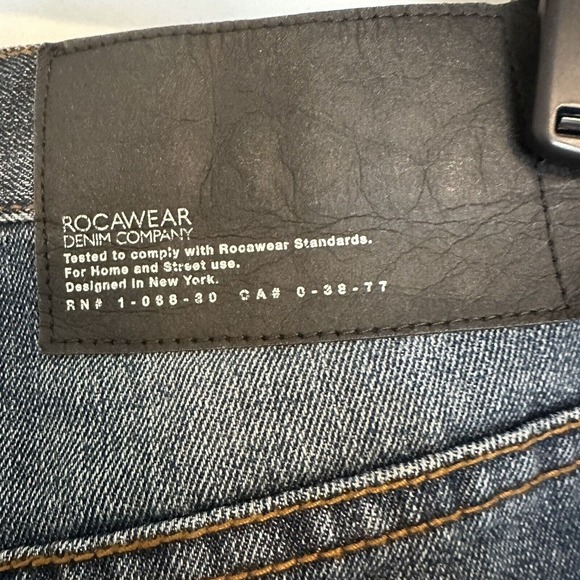 ROCAWEAR
DENIM COMPANY
Tested to comply with Rocawear Standards.
For Home and Street use.
Designed in New York.
RN# 1-068-30 CA# 0-38-77